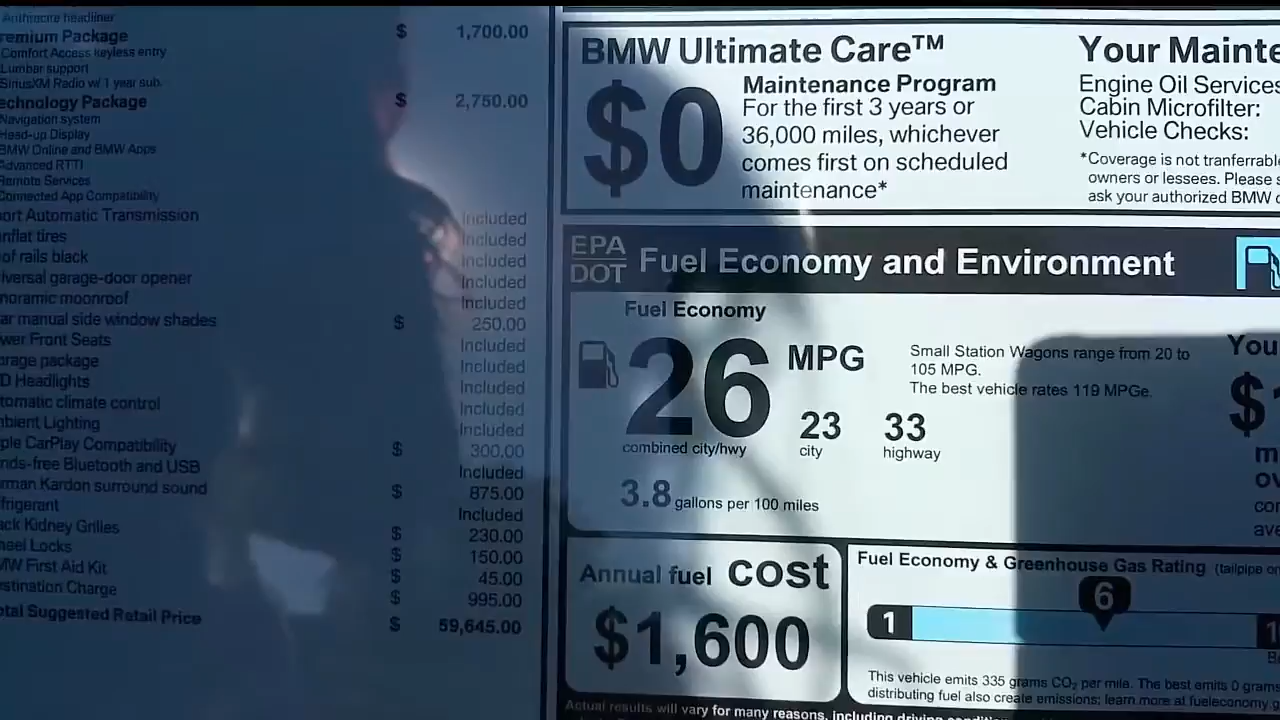 Anthracite headliner
remium Package $ 1,700.00
Comfort Access keyless entry
Lumbar support
SiriusXM Radio w/ 1 year sub.
echnology Package $ 2,750.00
Navigation system
Head-up Display
BMW Online and BMW Apps
Advanced RTTI
Remote Services
Connected App Compatibility
ort Automatic Transmission Included
nflat tires Included
of rails black Included
iversal garage-door opener Included
noramic moonroof Included
ar manual side window shades $ 250.00
wer Front Seats Included
orage package Included
D Headlights Included
tomatic climate control Included
mbient Lighting Included
ple CarPlay Compatibility $ 300.00
nds-free Bluetooth and USB Included
rman Kardon surround sound $ 875.00
frigerant Included
ack Kidney Grilles $ 230.00
heel Locks $ 150.00
MW First Aid Kit $ 45.00
estination Charge $ 995.00
otal Suggested Retail Price $ 59,645.00
BMW Ultimate Care™
$0
Maintenance Program
For the first 3 years or
36,000 miles, whichever
comes first on scheduled
maintenance*
Your Mainte
Engine Oil Services
Cabin Microfilter:
Vehicle Checks:
*Coverage is not tranferrable
owners or lessees. Please s
ask your authorized BMW
EPA
DOT
Fuel Economy and Environment
Fuel Economy
26 MPG
combined city/hwy
23
city
33
highway
3.8 gallons per 100 miles
Small Station Wagons range from 20 to
105 MPG.
The best vehicle rates 119 MPGe.
You
$
m
ov
con
ave
Annual fuel cost
$1,600
Fuel Economy & Greenhouse Gas Rating (tailpipe on
1
6
1
Be
This vehicle emits 335 grams CO2 per mile. The best emits 0 grams
distributing fuel also create emissions; learn more at fueleconomy.g
Actual results will vary for many reasons, including driving